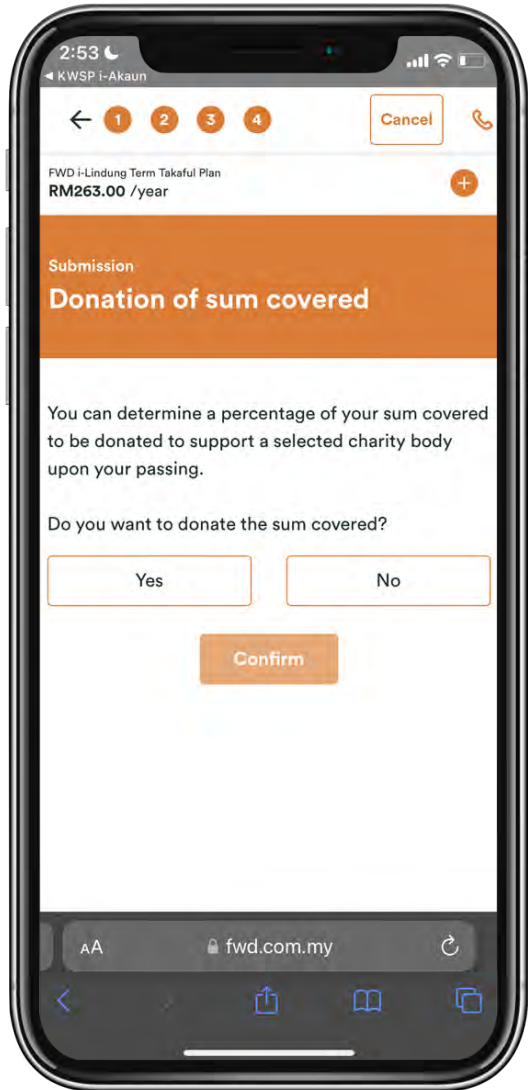 2:53
◀ KWSP i-Akaun
1 2 3 4
Cancel
FWD i-Lindung Term Takaful Plan
RM263.00 /year
Submission
Donation of sum covered
You can determine a percentage of your sum covered
to be donated to support a selected charity body
upon your passing.
Do you want to donate the sum covered?
Yes No
Confirm
AA fwd.com.my